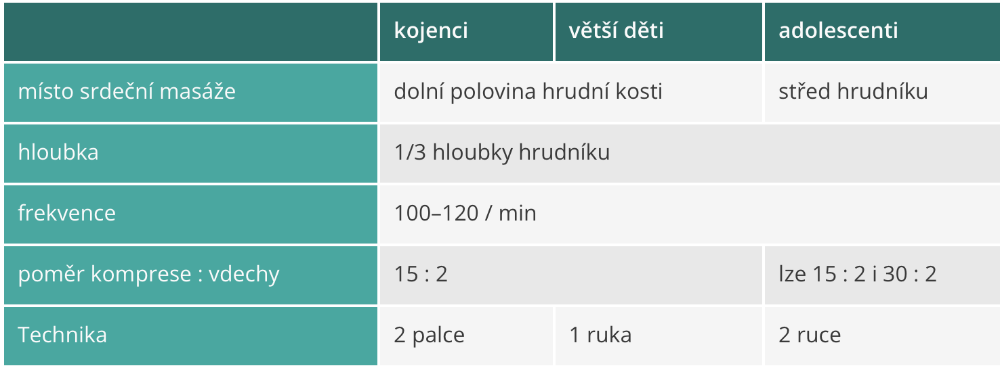 kojenci větší děti adolescenti
místo srdeční masáže dolní polovina hrudní kosti střed hrudníku
hloubka 1/3 hloubky hrudníku
frekvence 100–120 / min
poměr komprese : vdechy 15 : 2 lze 15 : 2 i 30 : 2
Technika 2 palce 1 ruka 2 ruce